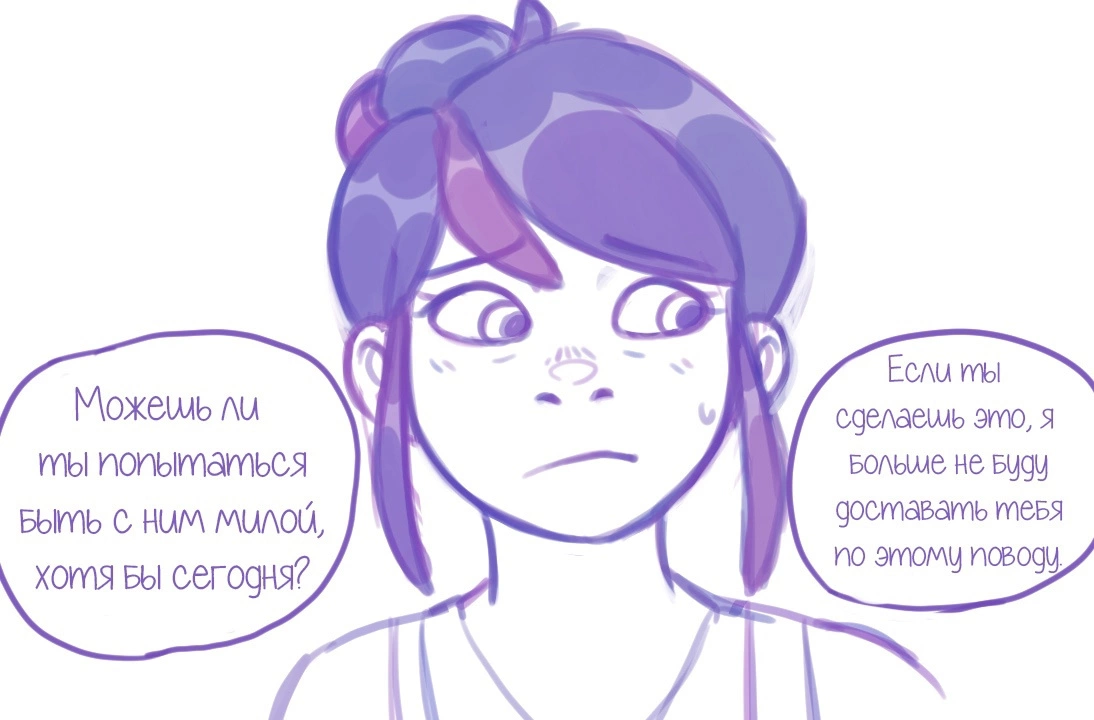 Можешь ли
ты попытаться
быть с ним милой,
хотя бы сегодня?
Если ты
сделаешь это, я
больше не буду
доставать тебя
по этому поводу.